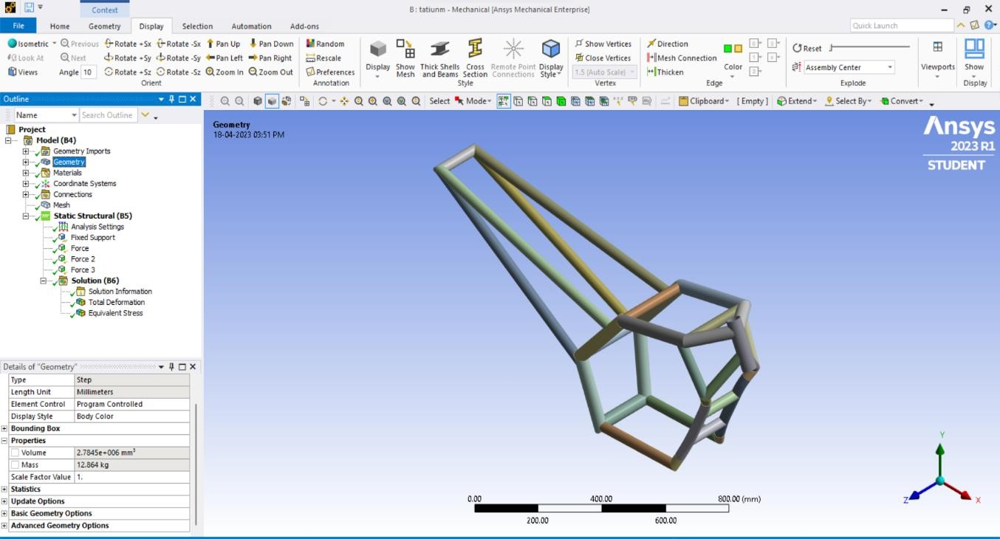 Context
B: tatiunm - Mechanical [Ansys Mechanical Enterprise]
File Home Geometry Display Selection Automation Add-ons
Quick Launch
Isometric Previous Rotate +Sx Rotate -Sx Pan Up Pan Down Random
Look At Next Rotate +Sy Rotate -Sy Pan Left Pan Right Rescale
Views Angle 10 Rotate +Sz Rotate -Sz Zoom In Zoom Out Preferences
Orient Annotation
Display Show Mesh Thick Shells and Beams Cross Section Remote Point Connections Display Style
Style
Show Vertices
Close Vertices
1.5 (Auto Scale)
Vertex
Direction
Mesh Connection
Thicken
Color
Edge
Reset
Assembly Center
Explode
Viewports
Show
Display
Outline
Name Search Outline
Select Mode Clipboard [ Empty ] Extend Select By Convert
Project
Model (B4)
Geometry Imports
Geometry
Materials
Coordinate Systems
Connections
Mesh
Static Structural (B5)
Analysis Settings
Fixed Support
Force
Force 2
Force 3
Solution (B6)
Solution Information
Total Deformation
Equivalent Stress
Details of "Geometry"
Type Step
Length Unit Millimeters
Element Control Program Controlled
Display Style Body Color
Bounding Box
Properties
Volume 2.7845e+006 mm³
Mass 12.864 kg
Scale Factor Value 1.
Statistics
Update Options
Basic Geometry Options
Advanced Geometry Options
Geometry
18-04-2023 03:51 PM
Ansys
2023 R1
STUDENT
0.00 400.00 800.00 (mm)
200.00 600.00
Y
Z X